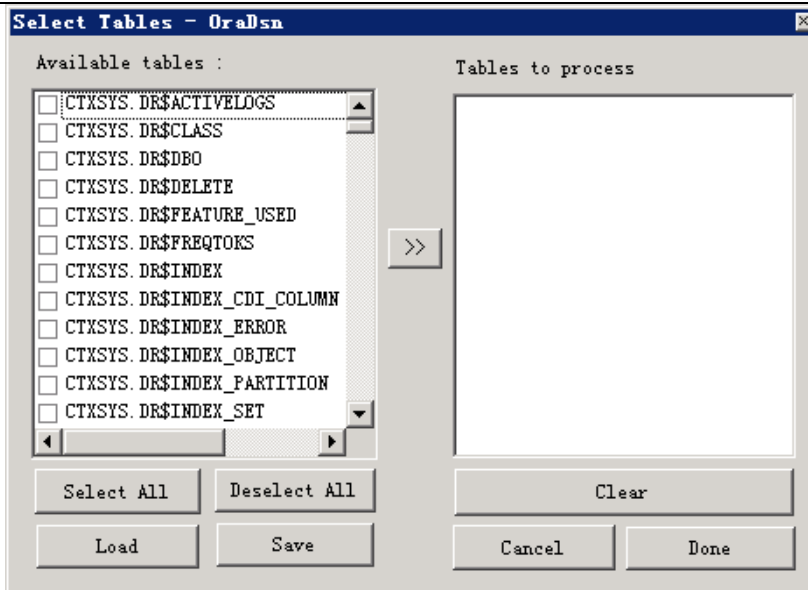 Select Tables - OraDsn
Available tables :
CTXSYS.DR$ACTIVELOGS
CTXSYS.DR$CLASS
CTXSYS.DR$DBO
CTXSYS.DR$DELETE
CTXSYS.DR$FEATURE_USED
CTXSYS.DR$FREQTOKS
CTXSYS.DR$INDEX
CTXSYS.DR$INDEX_CDI_COLUMN
CTXSYS.DR$INDEX_ERROR
CTXSYS.DR$INDEX_OBJECT
CTXSYS.DR$INDEX_PARTITION
CTXSYS.DR$INDEX_SET
Select All
Deselect All
Load
Save
>>
Tables to process
Clear
Cancel
Done